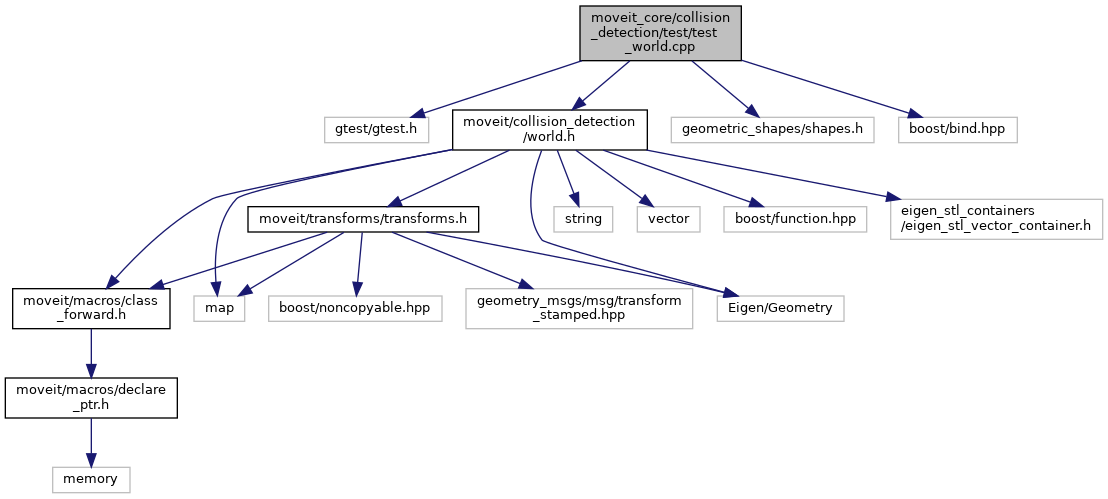 moveit_core/collision
_detection/test/test
_world.cpp
gtest/gtest.h
moveit/collision_detection
/world.h
geometric_shapes/shapes.h
boost/bind.hpp
moveit/transforms/transforms.h
string
vector
boost/function.hpp
eigen_stl_containers
/eigen_stl_vector_container.h
moveit/macros/class
_forward.h
map
boost/noncopyable.hpp
geometry_msgs/msg/transform
_stamped.hpp
Eigen/Geometry
moveit/macros/declare
_ptr.h
memory